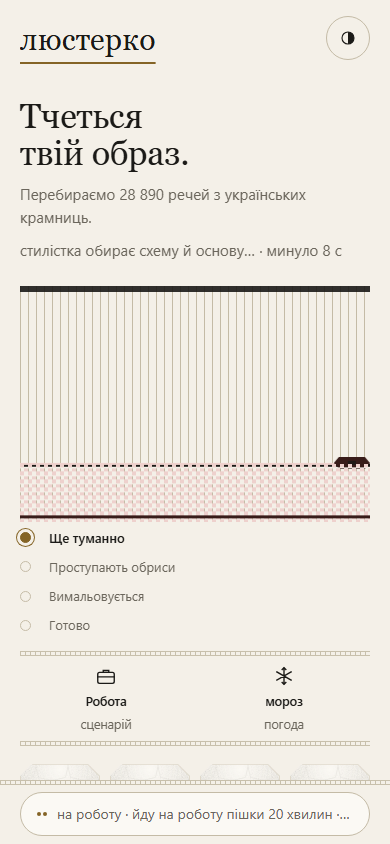 люстерко
Тчеться
твій образ.
Перебираємо 28 890 речей з українських
крамниць.
стилістка обирає схему й основу… · минуло 8 с
Ще туманно
Проступають обриси
Вимальовується
Готово
Робота
сценарій
мороз
погода
на роботу · йду на роботу пішки 20 хвилин ·…